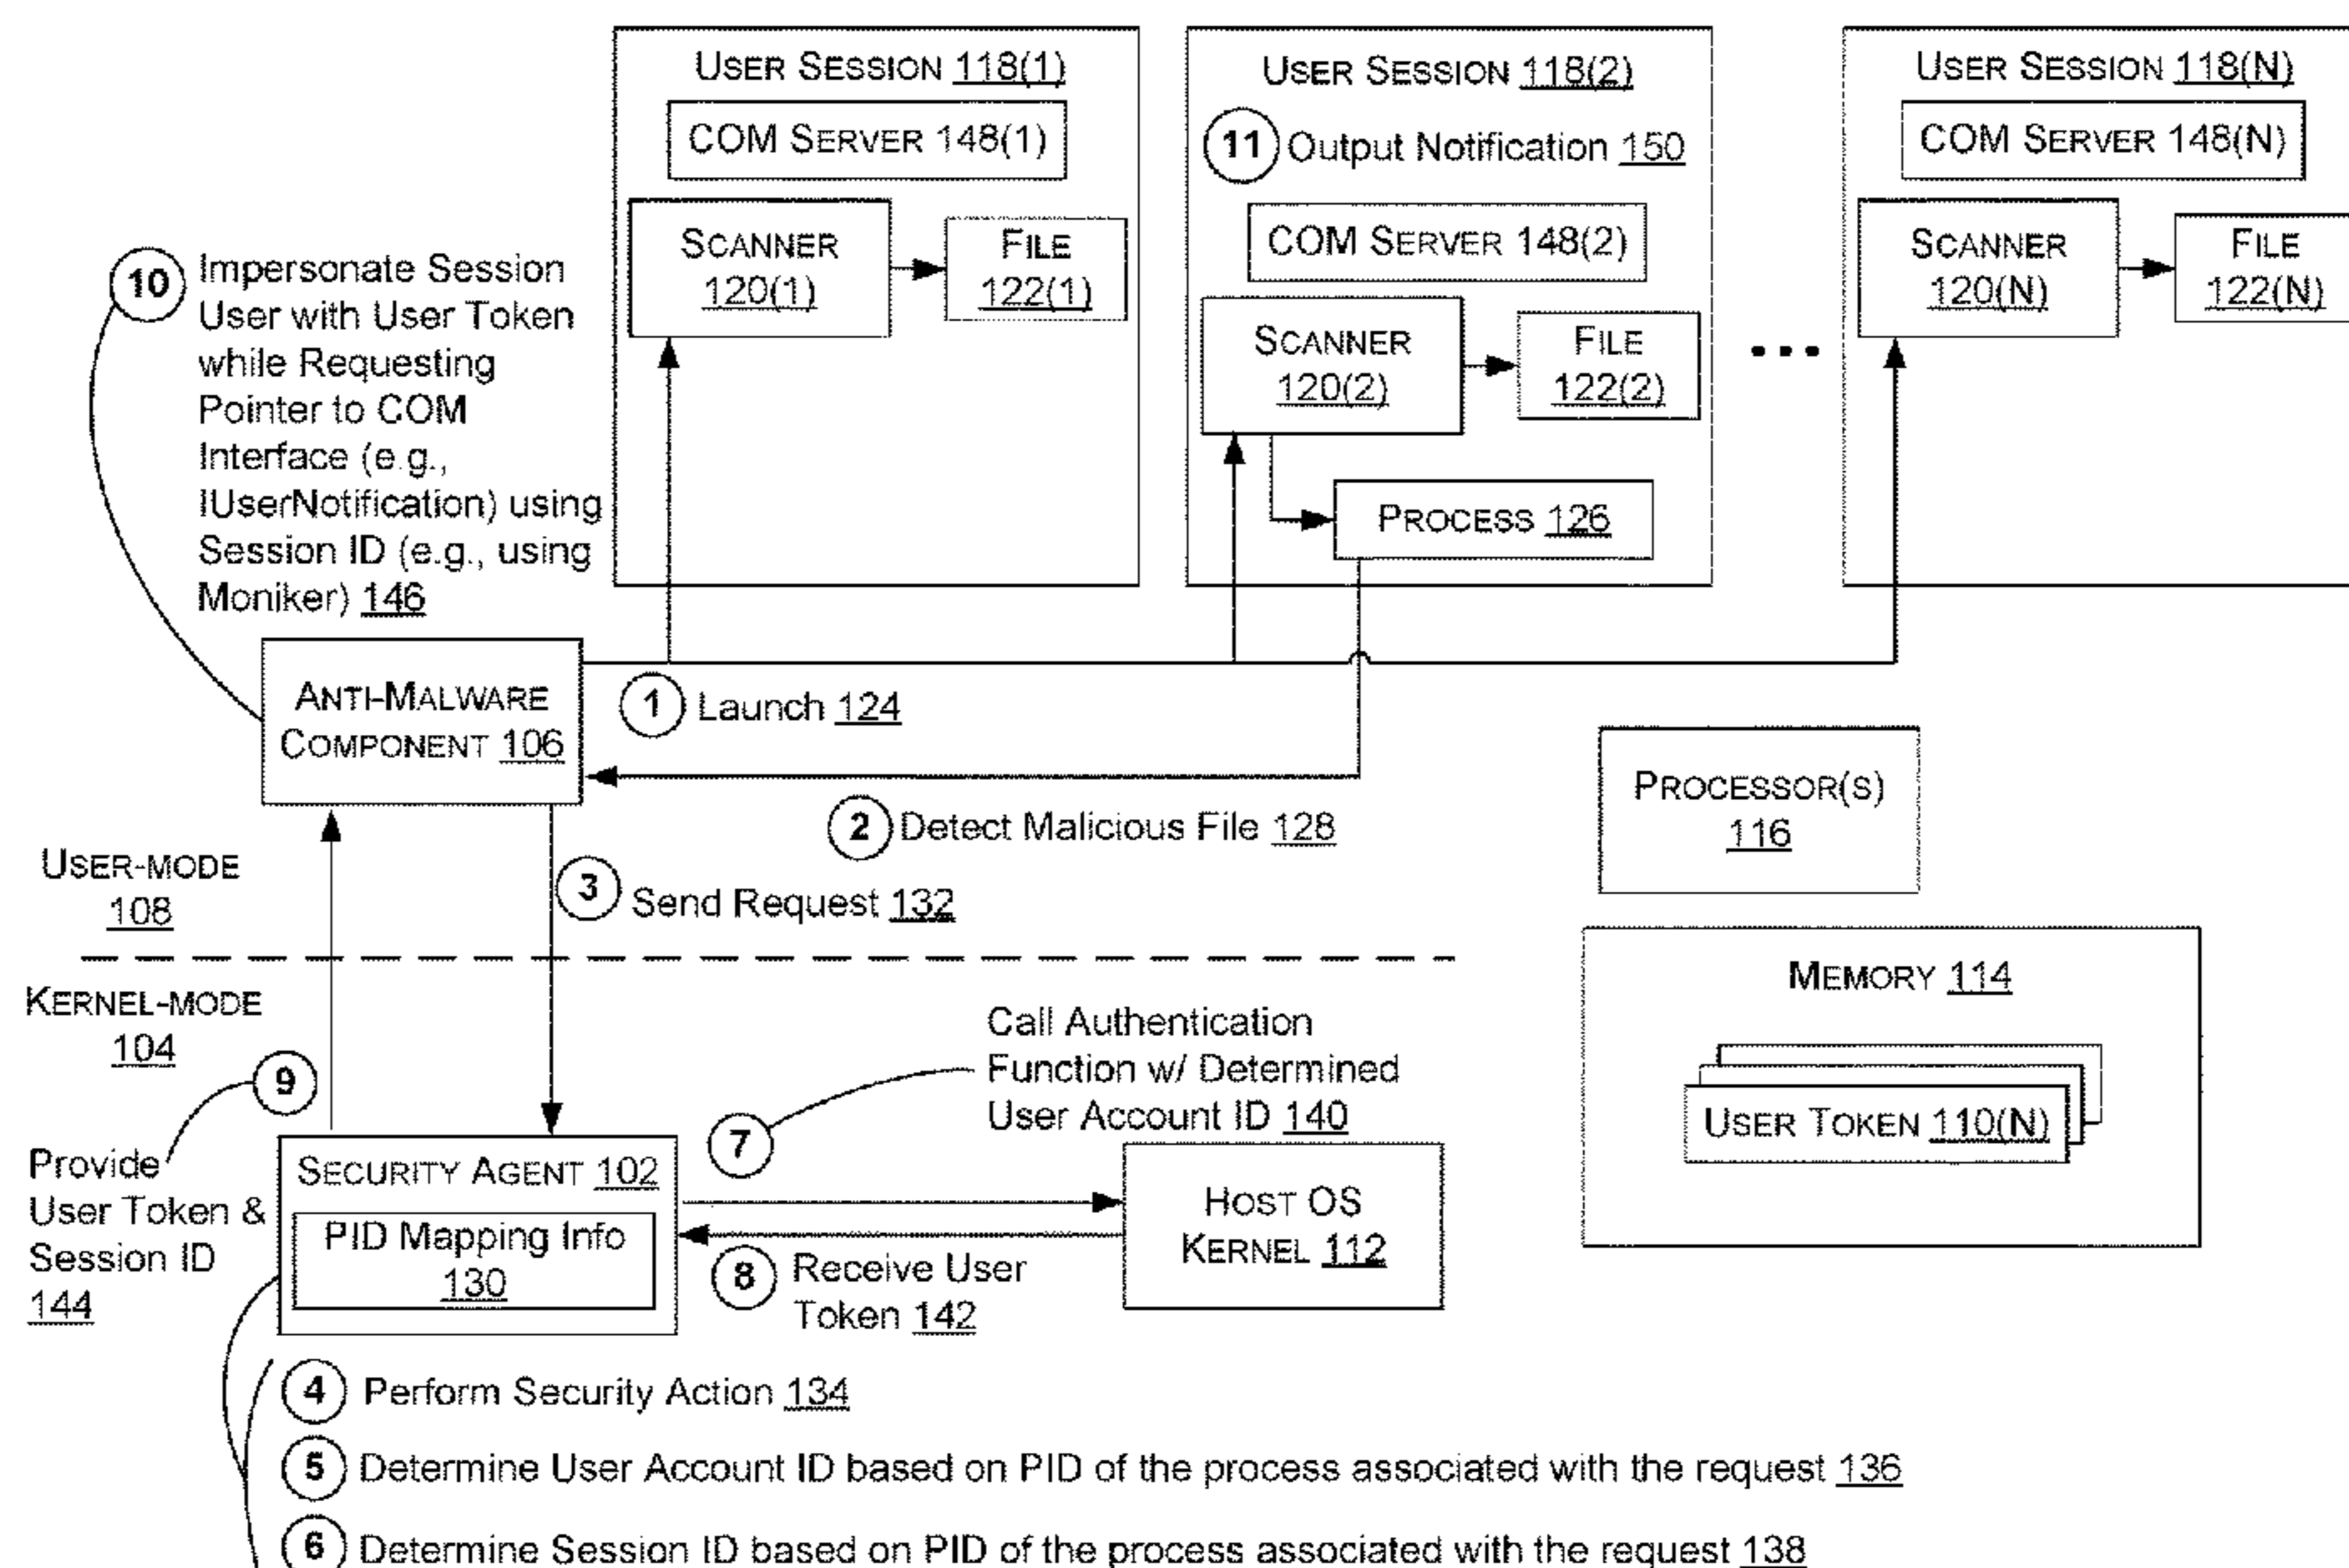 USER SESSION 118(1)
COM SERVER 148(1)
SCANNER
120(1)
FILE
122(1)
USER SESSION 118(2)
11 Output Notification 150
COM SERVER 148(2)
SCANNER
120(2)
FILE
122(2)
PROCESS 126
...
USER SESSION 118(N)
COM SERVER 148(N)
SCANNER
120(N)
FILE
122(N)
10 Impersonate Session
User with User Token
while Requesting
Pointer to COM
Interface (e.g.,
IUserNotification) using
Session ID (e.g., using
Moniker) 146
ANTI-MALWARE
COMPONENT 106
1 Launch 124
2 Detect Malicious File 128
3 Send Request 132
USER-MODE
108
KERNEL-MODE
104
PROCESSOR(S)
116
MEMORY 114
USER TOKEN 110(N)
9
Provide
User Token &
Session ID
144
SECURITY AGENT 102
PID Mapping Info
130
7
Call Authentication
Function w/ Determined
User Account ID 140
8 Receive User
Token 142
HOST OS
KERNEL 112
4 Perform Security Action 134
5 Determine User Account ID based on PID of the process associated with the request 136
6 Determine Session ID based on PID of the process associated with the request 138